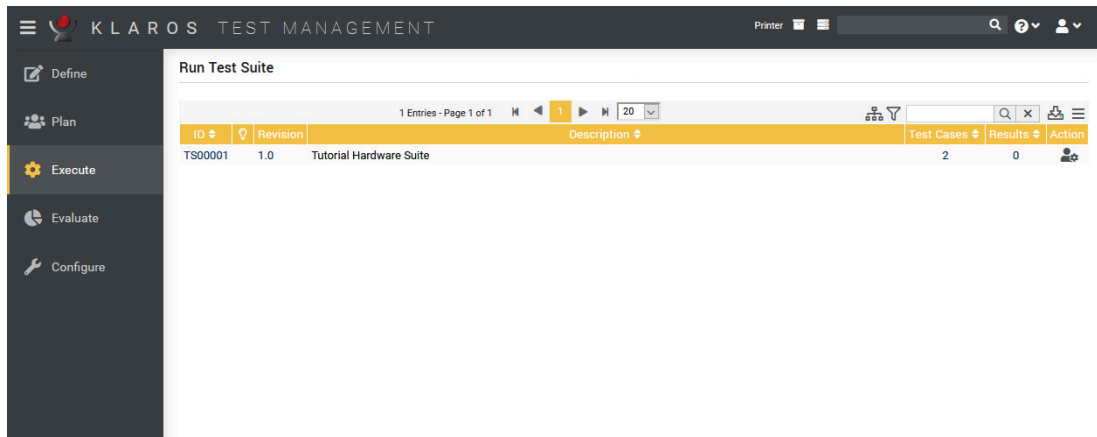 KLAROS TEST MANAGEMENT
Printer
Define
Plan
Execute
Evaluate
Configure
Run Test Suite
1 Entries - Page 1 of 1 1 20
ID Revision Description Test Cases Results Action
TS00001 1.0 Tutorial Hardware Suite 2 0